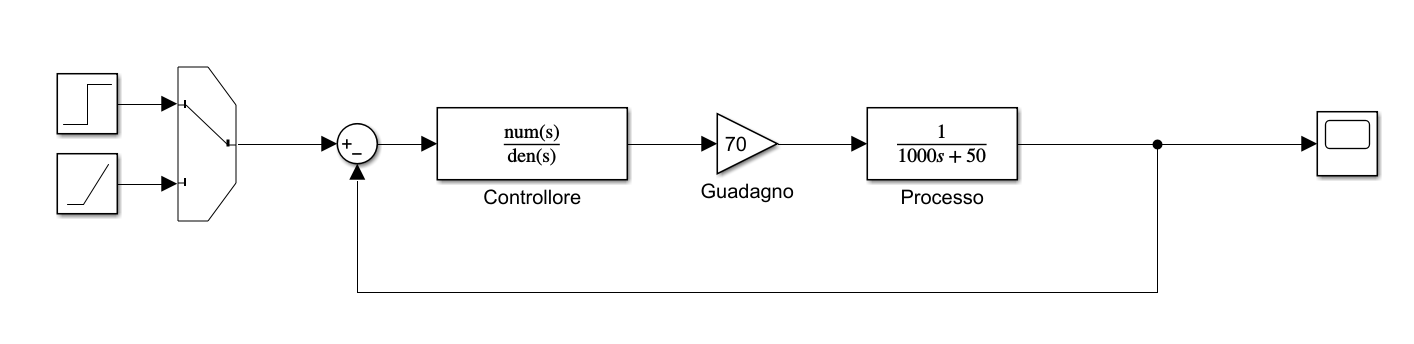 +
−
num(s)
den(s)
Controllore
70
Guadagno
1
1000s + 50
Processo